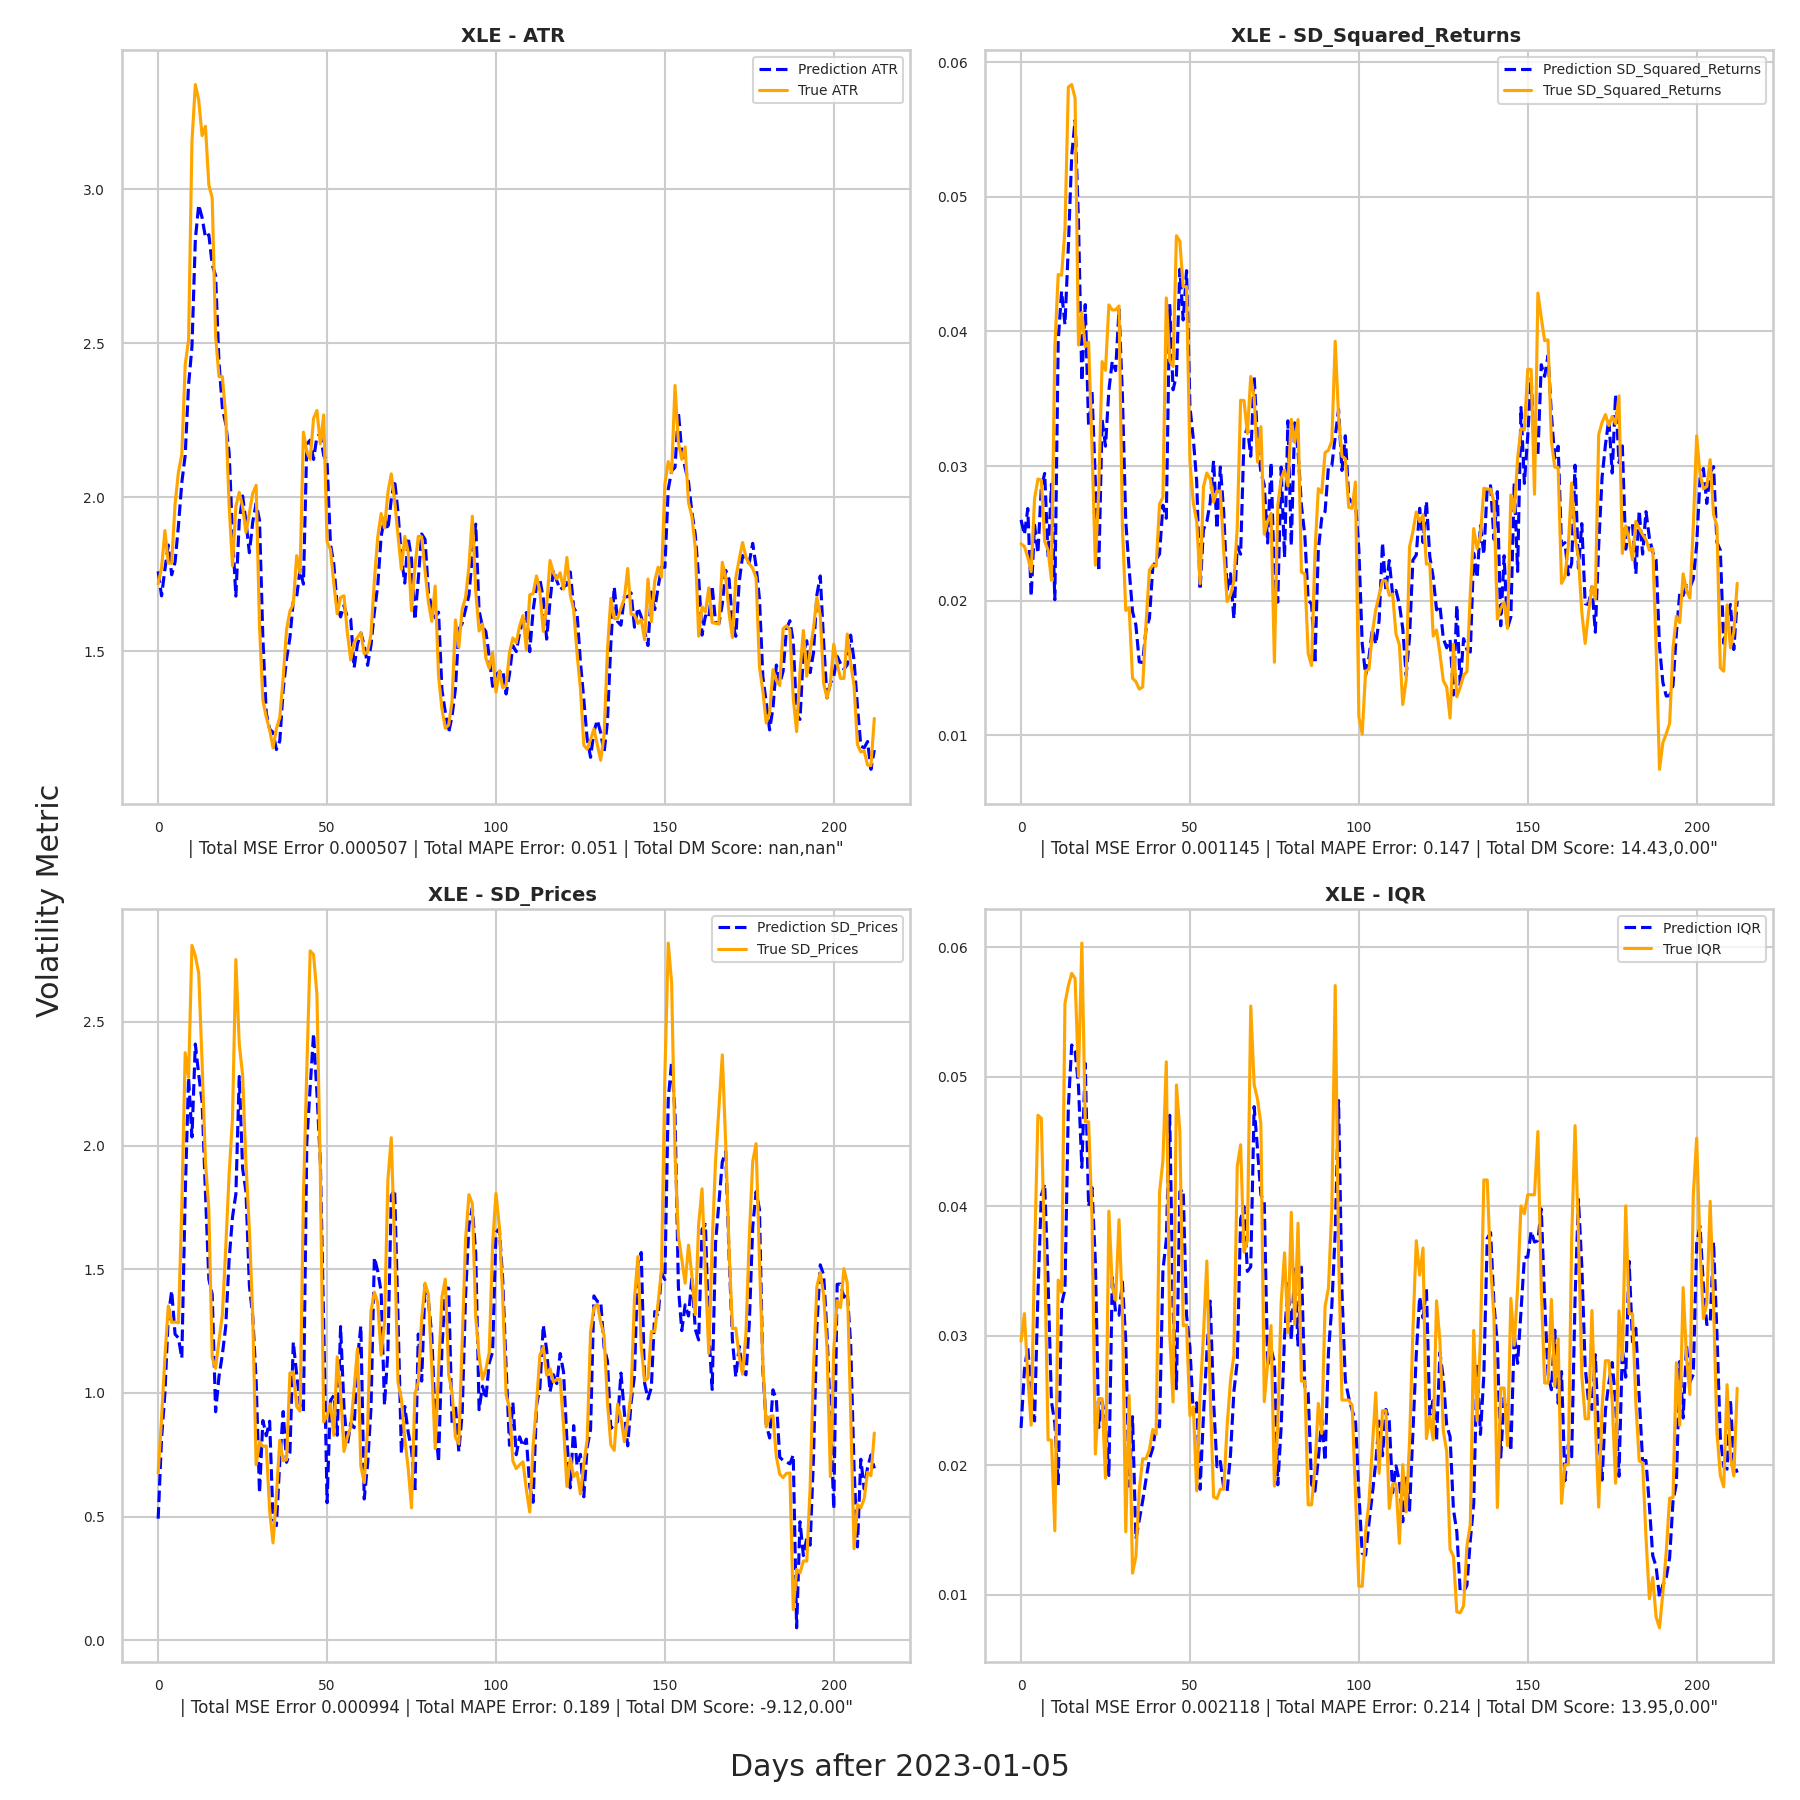 XLE - ATR
Prediction ATR
True ATR
3.0
2.5
2.0
1.5
0
50
100
150
200
| Total MSE Error 0.000507 | Total MAPE Error: 0.051 | Total DM Score: nan,nan"
XLE - SD_Squared_Returns
Prediction SD_Squared_Returns
True SD_Squared_Returns
0.06
0.05
0.04
0.03
0.02
0.01
0
50
100
150
200
| Total MSE Error 0.001145 | Total MAPE Error: 0.147 | Total DM Score: 14.43,0.00"
Volatility Metric
XLE - SD_Prices
Prediction SD_Prices
True SD_Prices
2.5
2.0
1.5
1.0
0.5
0.0
0
50
100
150
200
| Total MSE Error 0.000994 | Total MAPE Error: 0.189 | Total DM Score: -9.12,0.00"
XLE - IQR
Prediction IQR
True IQR
0.06
0.05
0.04
0.03
0.02
0.01
0
50
100
150
200
| Total MSE Error 0.002118 | Total MAPE Error: 0.214 | Total DM Score: 13.95,0.00"
Days after 2023-01-05